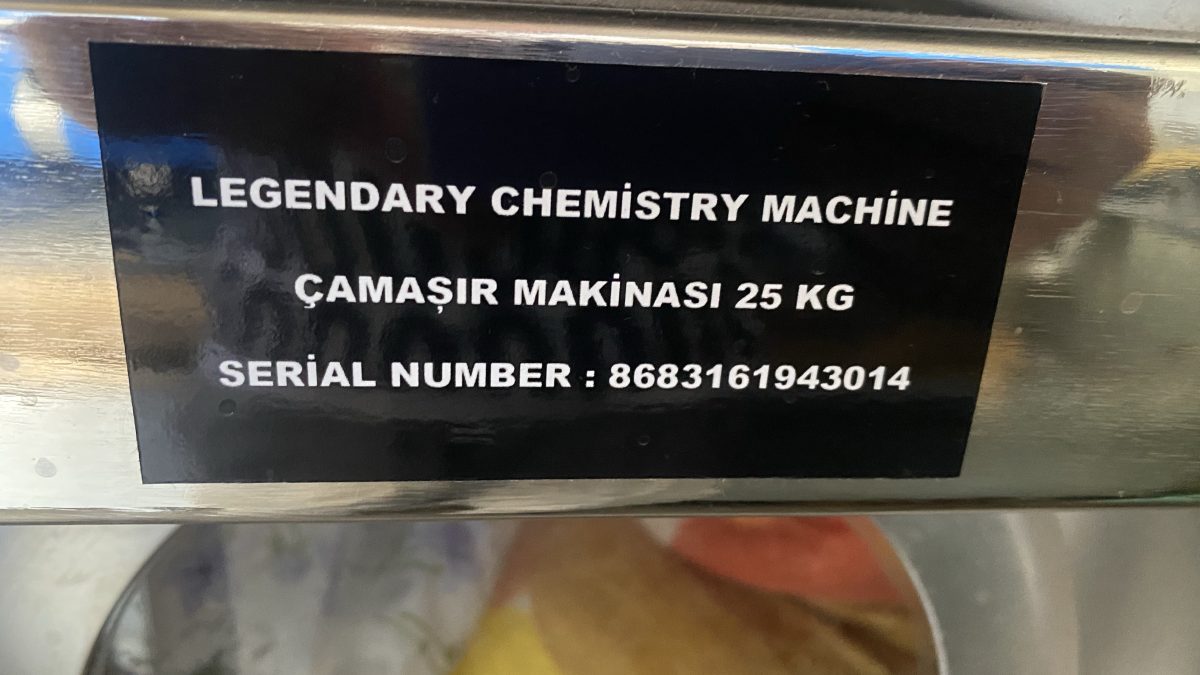 LEGENDARY CHEMİSTRY MACHİNE
ÇAMAŞIR MAKİNASI 25 KG
SERİAL NUMBER : 8683161943014